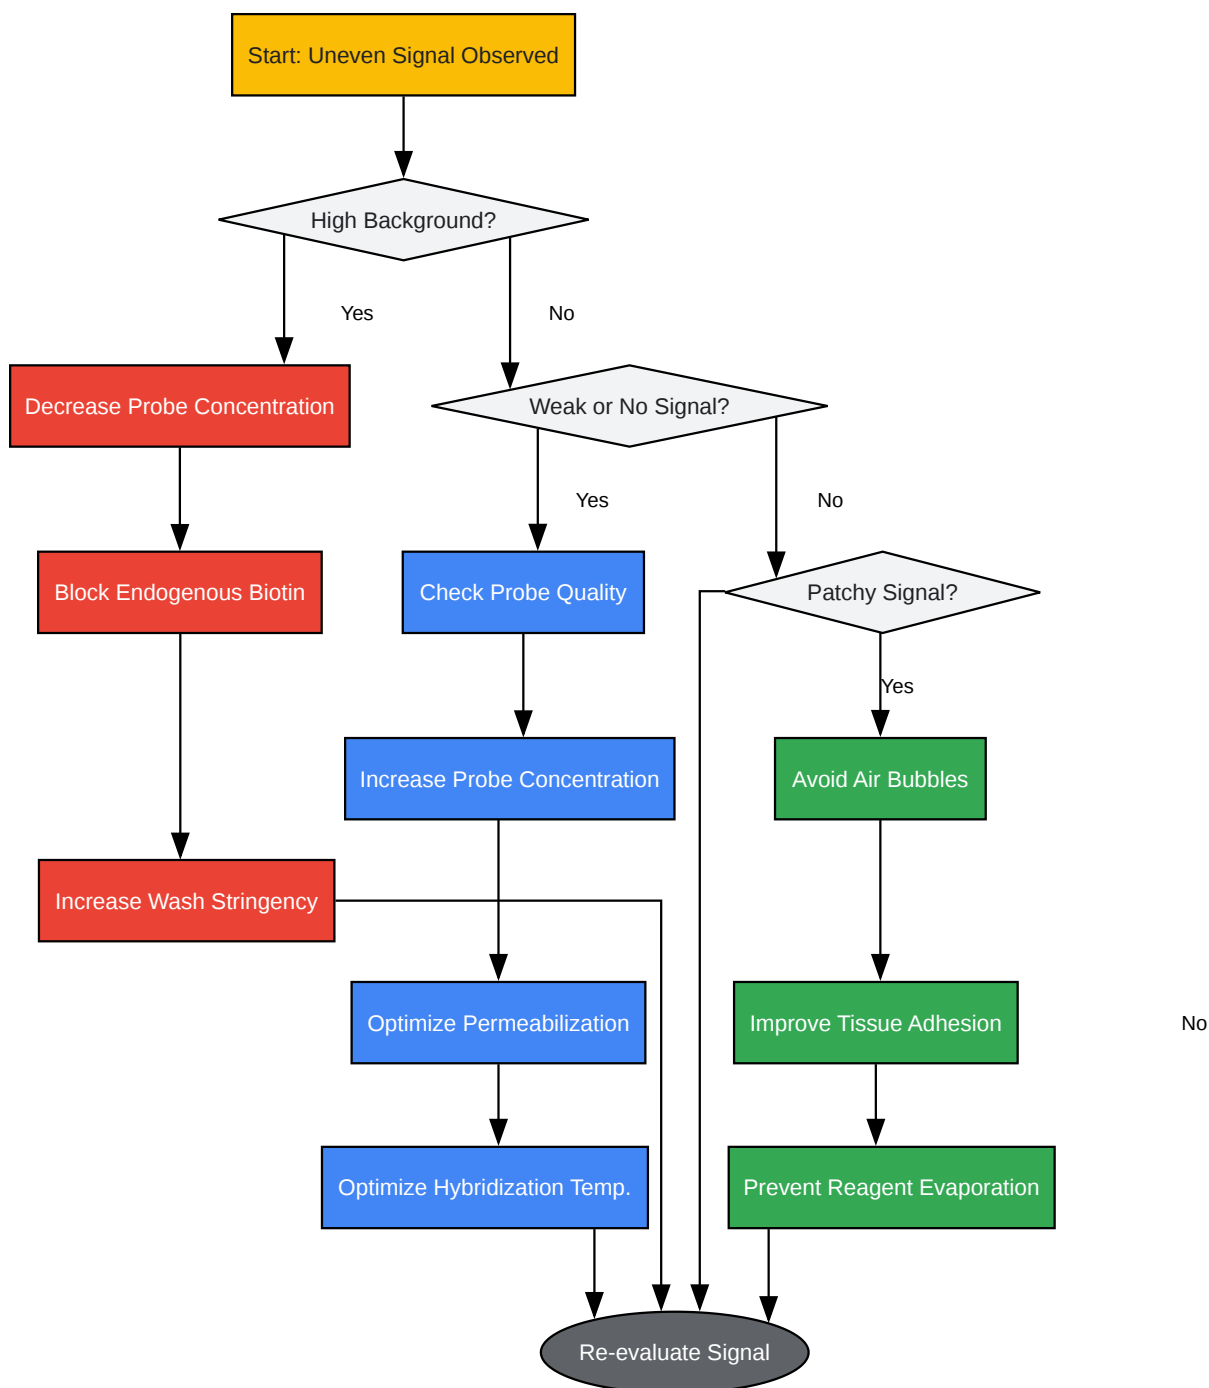 Start: Uneven Signal Observed
High Background?
Yes
No
Decrease Probe Concentration
Weak or No Signal?
Yes
No
Block Endogenous Biotin
Check Probe Quality
Patchy Signal?
Yes
Increase Probe Concentration
Avoid Air Bubbles
Increase Wash Stringency
Optimize Permeabilization
Improve Tissue Adhesion
No
Optimize Hybridization Temp.
Prevent Reagent Evaporation
Re-evaluate Signal